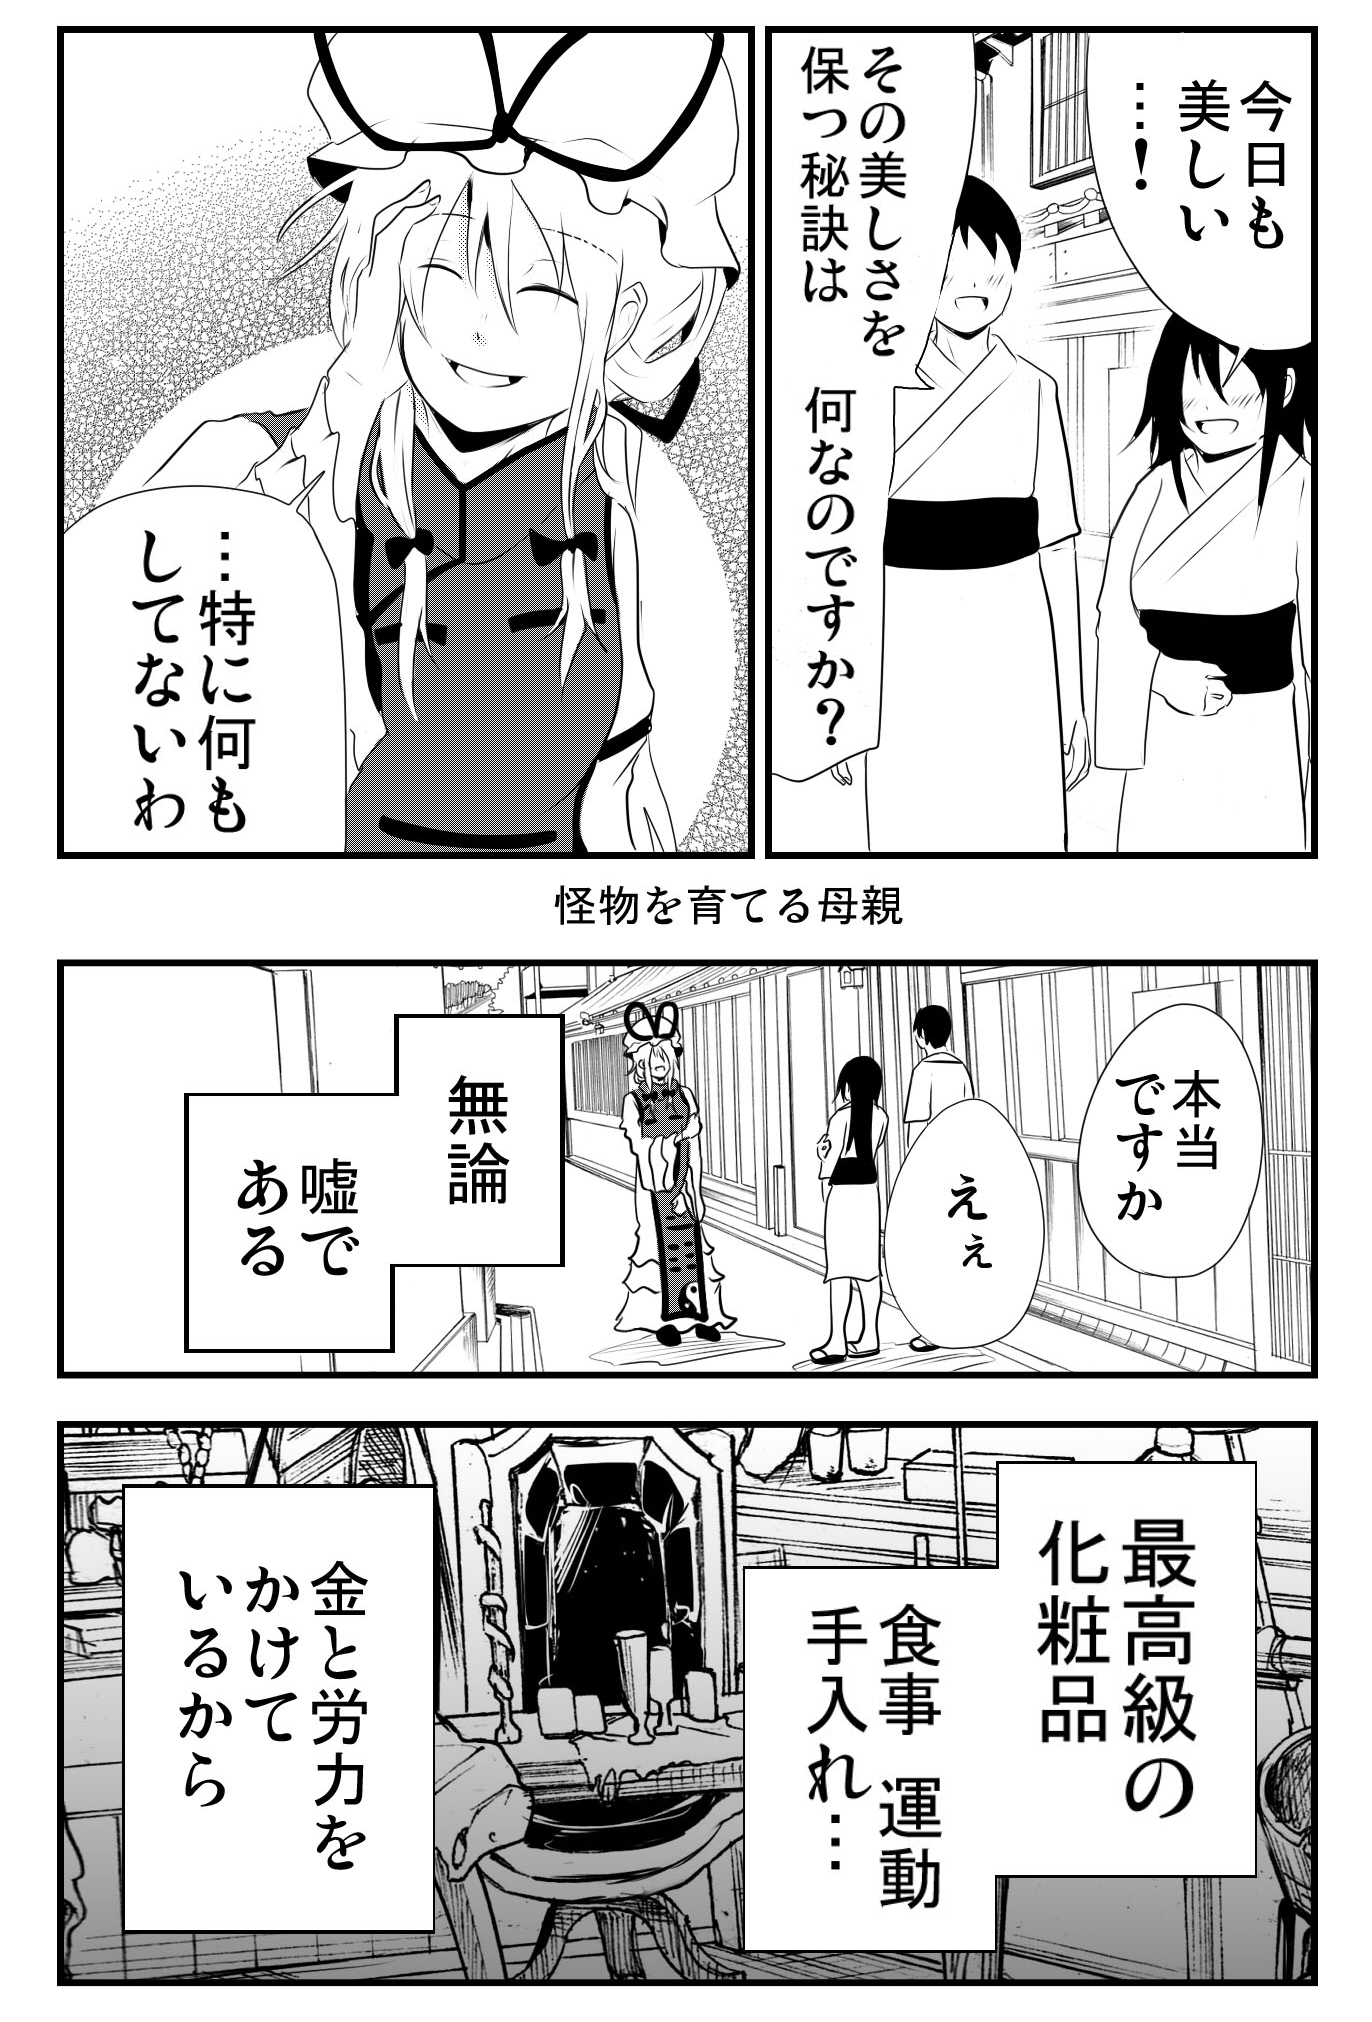 今日も
美しい
…！
その美しさを
保つ秘訣は
何なのですか？
…特に何も
してないわ
怪物を育てる母親
本当
ですか
えぇ
無論
嘘で
ある
最高級の
化粧品
食事 運動
手入れ…
金と労力を
かけて
いるから